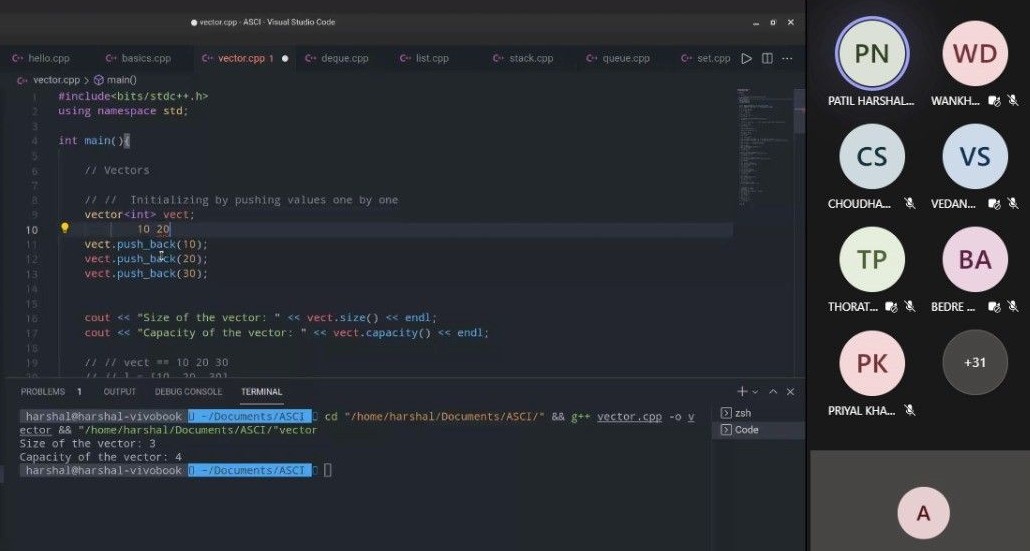 ● vector.cpp - ASCI - Visual Studio Code
hello.cpp basics.cpp vector.cpp 1 ● deque.cpp list.cpp stack.cpp queue.cpp set.cpp
vector.cpp > main()
1 #include<bits/stdc++.h>
2 using namespace std;
3
4 int main(){
5
6 // Vectors
7
8 // // Initializing by pushing values one by one
9 vector<int> vect;
10 10 20
11 vect.push_back(10);
12 vect.push_back(20);
13 vect.push_back(30);
14
15
16 cout << "Size of the vector: " << vect.size() << endl;
17 cout << "Capacity of the vector: " << vect.capacity() << endl;
18
19 // // vect == 10 20 30
20 // // l = [10, 20, 30]
PROBLEMS 1 OUTPUT DEBUG CONSOLE TERMINAL
harshal@harshal-vivobook ~/Documents/ASCI cd "/home/harshal/Documents/ASCI/" && g++ vector.cpp -o v
ector && "/home/harshal/Documents/ASCI/"vector
Size of the vector: 3
Capacity of the vector: 4
harshal@harshal-vivobook ~/Documents/ASCI
zsh
Code
PN WD
PATIL HARSHAL... WANKH...
CS VS
CHOUDHA... VEDAN...
TP BA
THORAT... BEDRE ...
PK +31
PRIYAL KHA...
A